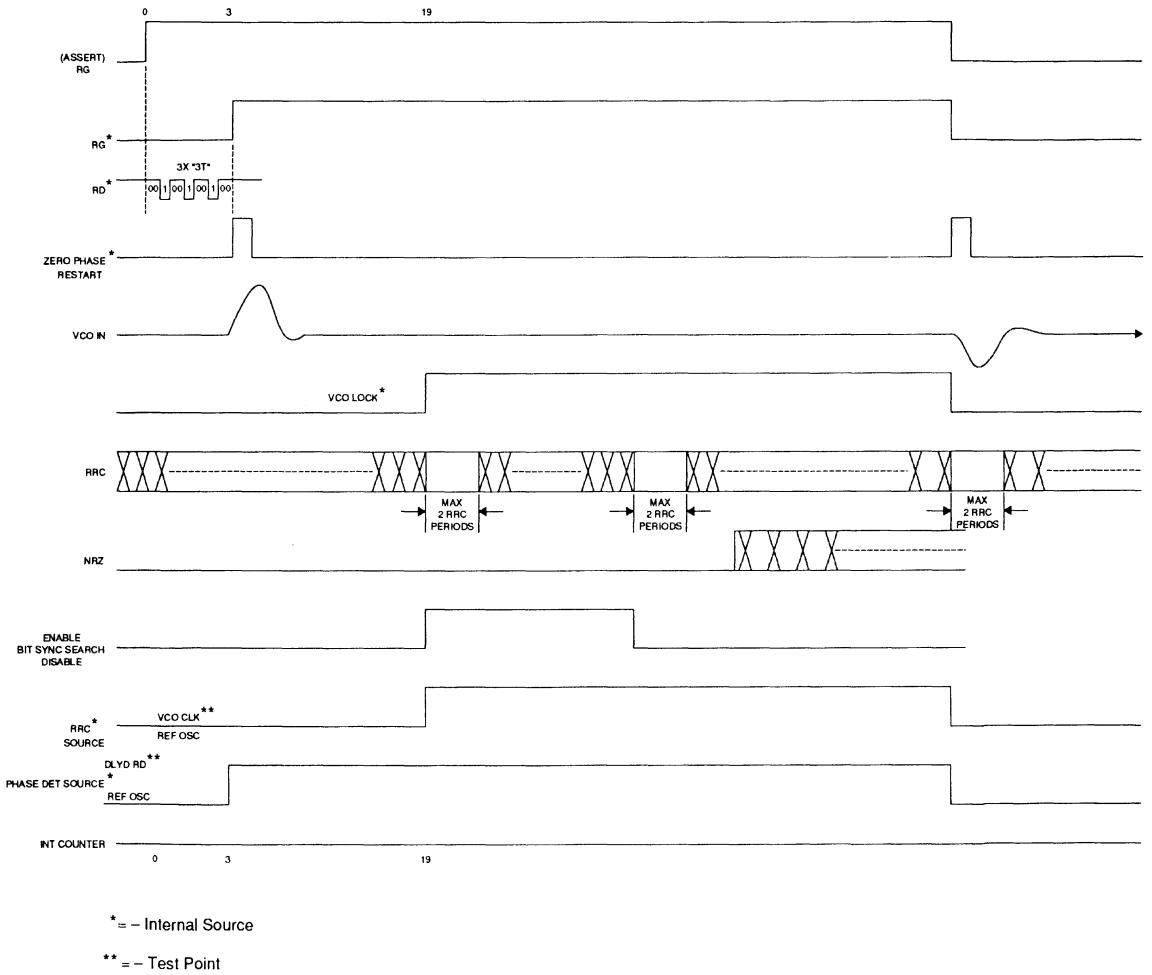 0 3 19
(ASSERT)
RG
RG*
3X "3T"
RD*
00 1 00 1 00 1 00
ZERO PHASE*
RESTART
VCO IN
VCO LOCK*
RRC
MAX
2 RRC
PERIODS
MAX
2 RRC
PERIODS
MAX
2 RRC
PERIODS
NRZ
ENABLE
BIT SYNC SEARCH
DISABLE
VCO CLK**
RRC*
SOURCE
REF OSC
DLYD RD**
PHASE DET SOURCE*
REF OSC
INT COUNTER
0 3 19
*= – Internal Source
** = – Test Point